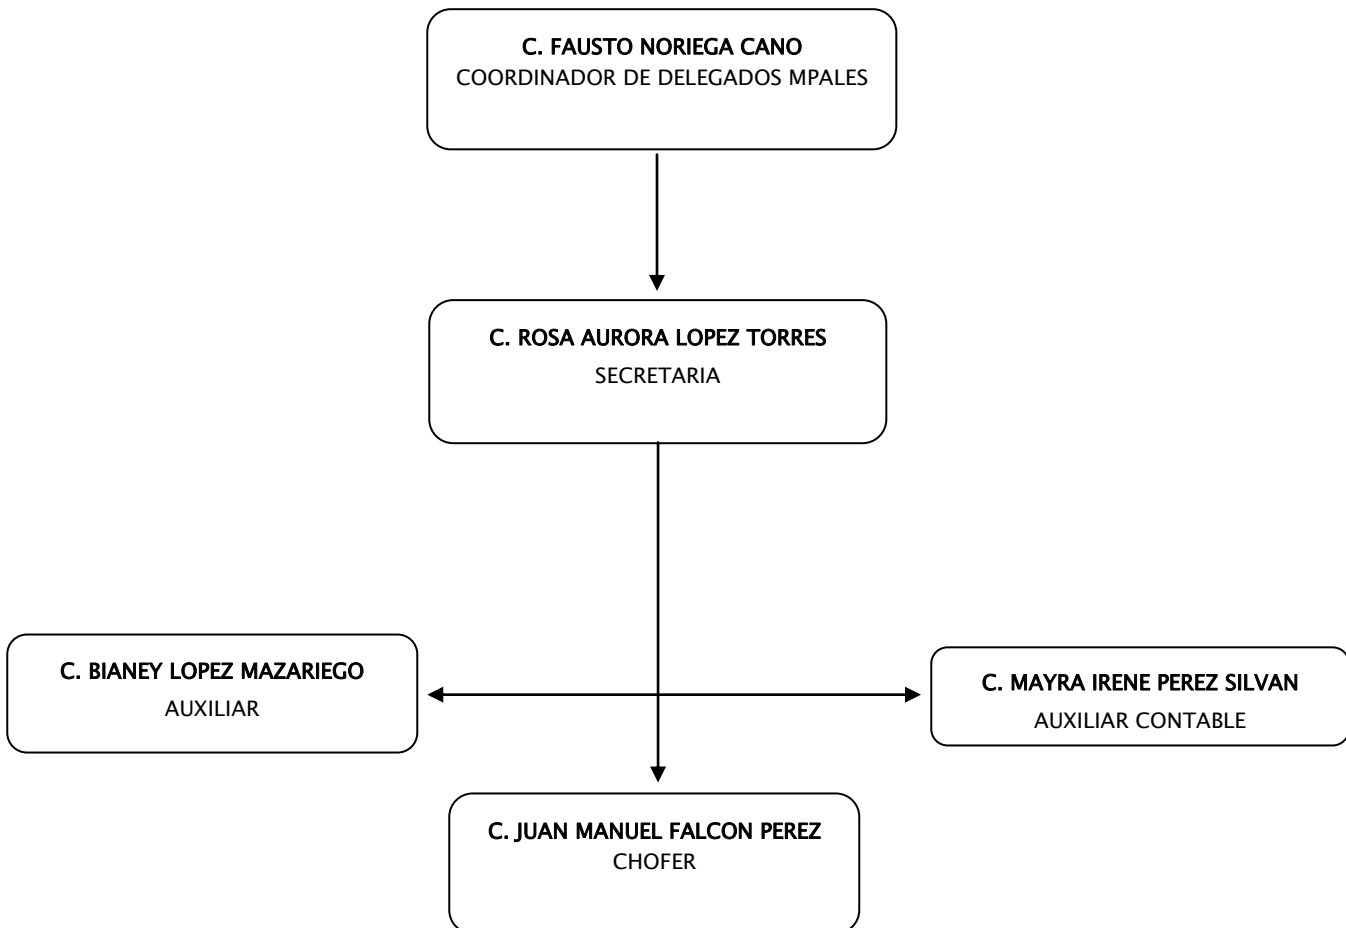 C. FAUSTO NORIEGA CANO
COORDINADOR DE DELEGADOS MPALES
C. ROSA AURORA LOPEZ TORRES
SECRETARIA
C. BIANEY LOPEZ MAZARIEGO
AUXILIAR
C. MAYRA IRENE PEREZ SILVAN
AUXILIAR CONTABLE
C. JUAN MANUEL FALCON PEREZ
CHOFER